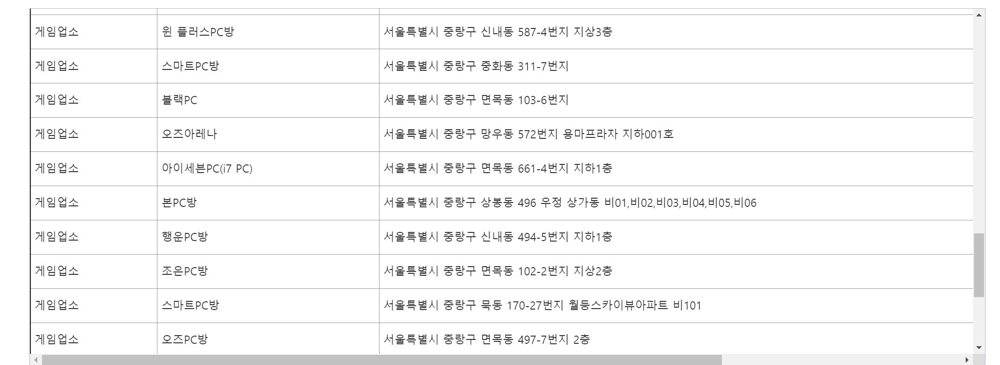 게임업소 윈 플러스PC방 서울특별시 중랑구 신내동 587-4번지 지상3층
게임업소 스마트PC방 서울특별시 중랑구 중화동 311-7번지
게임업소 블랙PC 서울특별시 중랑구 면목동 103-6번지
게임업소 오즈아레나 서울특별시 중랑구 망우동 572번지 용마프라자 지하001호
게임업소 아이세븐PC(i7 PC) 서울특별시 중랑구 면목동 661-4번지 지하1층
게임업소 본PC방 서울특별시 중랑구 상봉동 496 우정 상가동 비01,비02,비03,비04,비05,비06
게임업소 행운PC방 서울특별시 중랑구 신내동 494-5번지 지하1층
게임업소 조은PC방 서울특별시 중랑구 면목동 102-2번지 지상2층
게임업소 스마트PC방 서울특별시 중랑구 묵동 170-27번지 월등스카이뷰아파트 비101
게임업소 오즈PC방 서울특별시 중랑구 면목동 497-7번지 2층